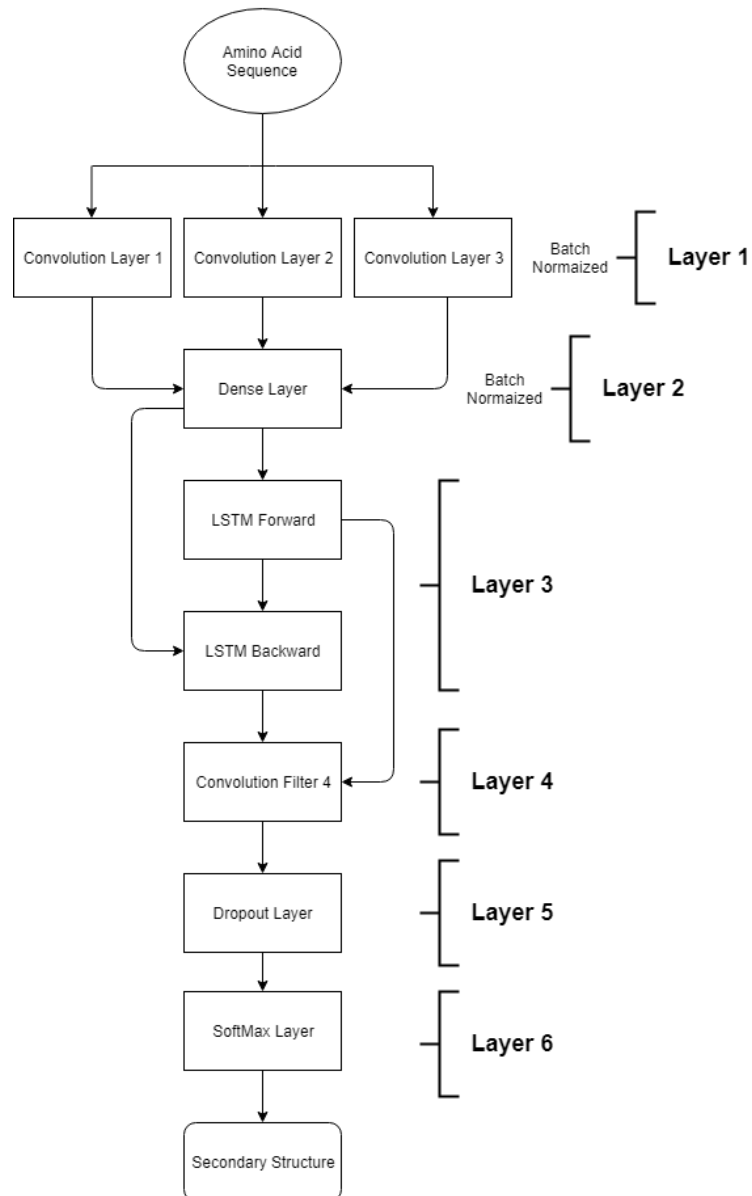 Amino Acid
Sequence
Convolution Layer 1
Convolution Layer 2
Convolution Layer 3
Batch
Normaized
Layer 1
Dense Layer
Batch
Normaized
Layer 2
LSTM Forward
LSTM Backward
Layer 3
Convolution Filter 4
Layer 4
Dropout Layer
Layer 5
SoftMax Layer
Layer 6
Secondary Structure